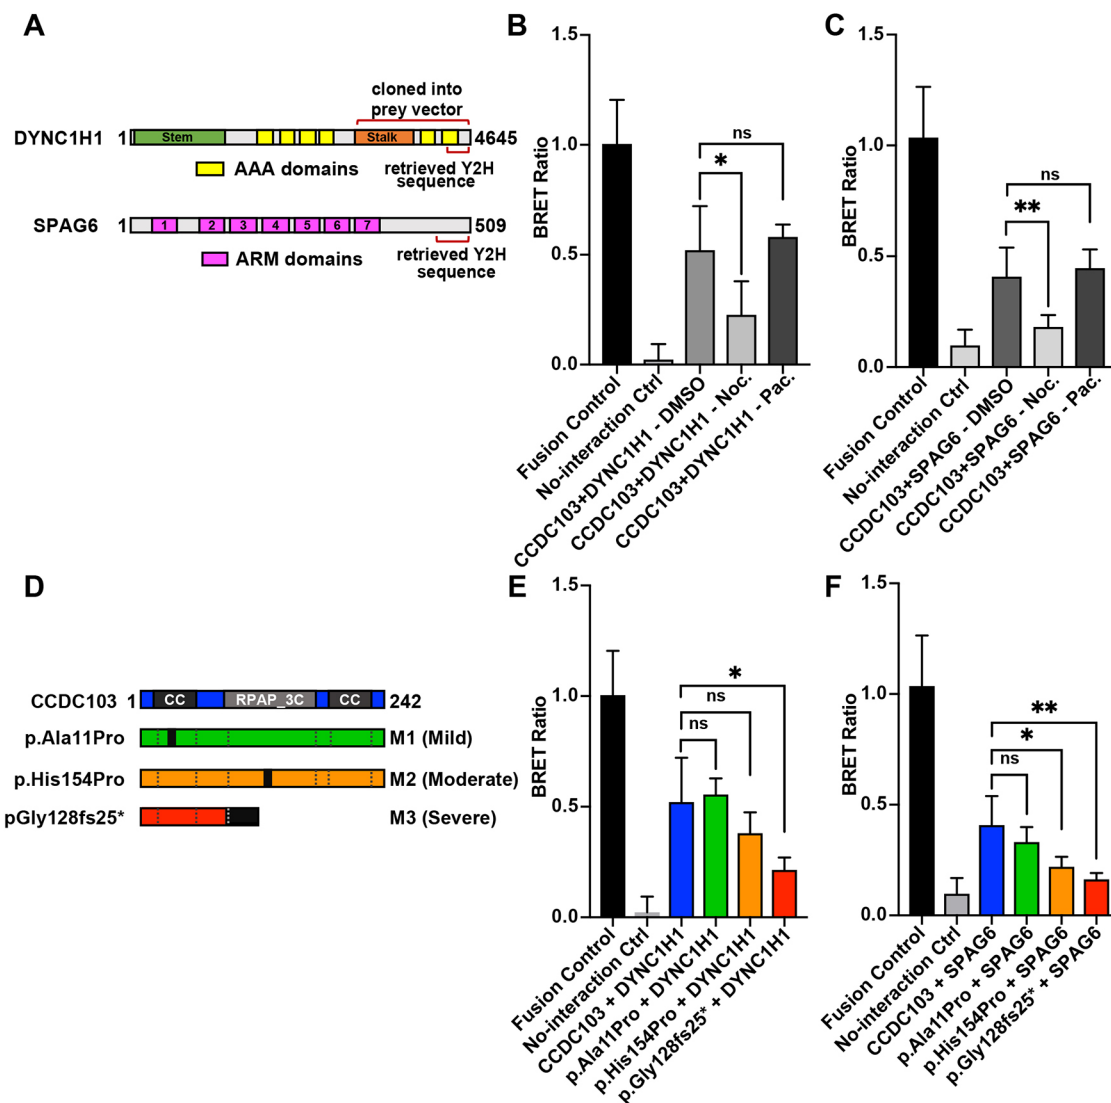 A
cloned into
prey vector
DYNC1H1 1 Stem Stalk 4645
AAA domains
retrieved Y2H
sequence
SPAG6 1 1 2 3 4 5 6 7 509
ARM domains
retrieved Y2H
sequence
B
BRET Ratio
1.5
1.0
0.5
0.0
ns
*
Fusion Control
No-interaction Ctrl
CCDC103+DYNC1H1 - DMSO
CCDC103+DYNC1H1 - Noc.
CCDC103+DYNC1H1 - Pac.
C
BRET Ratio
1.5
1.0
0.5
0.0
ns
**
Fusion Control
No-interaction Ctrl
CCDC103+SPAG6 - DMSO
CCDC103+SPAG6 - Noc.
CCDC103+SPAG6 - Pac.
D
CCDC103 1 CC RPAP_3C CC 242
p.Ala11Pro M1 (Mild)
p.His154Pro M2 (Moderate)
pGly128fs25* M3 (Severe)
E
BRET Ratio
1.5
1.0
0.5
0.0
*
ns
ns
Fusion Control
No-interaction Ctrl
CCDC103 + DYNC1H1
p.Ala11Pro + DYNC1H1
p.His154Pro + DYNC1H1
p.Gly128fs25* + DYNC1H1
F
BRET Ratio
1.5
1.0
0.5
0.0
**
*
ns
Fusion Control
No-interaction Ctrl
CCDC103 + SPAG6
p.Ala11Pro + SPAG6
p.His154Pro + SPAG6
p.Gly128fs25* + SPAG6